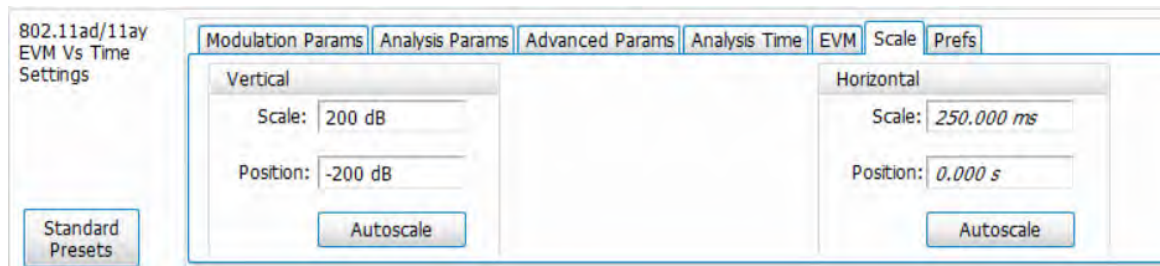 802.11ad/11ay
EVM Vs Time
Settings
Modulation Params Analysis Params Advanced Params Analysis Time EVM Scale Prefs
Vertical
Scale: 200 dB
Position: -200 dB
Autoscale
Horizontal
Scale: 250.000 ms
Position: 0.000 s
Autoscale
Standard
Presets